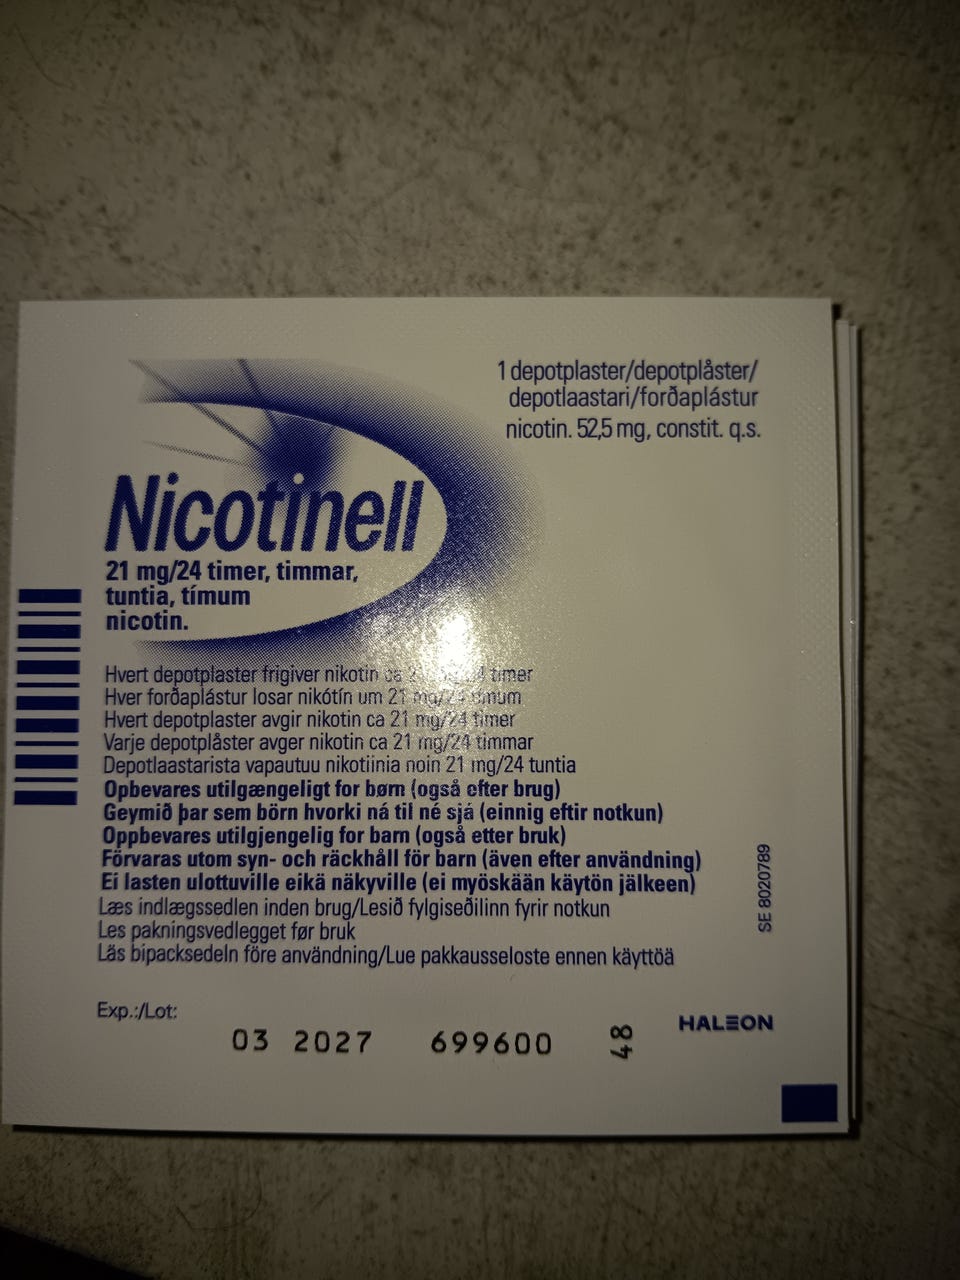 1 depotplaster/depotplåster/
depotlaastari/forðaplástur
nicotin. 52,5 mg, constit. q.s.
Nicotinell
21 mg/24 timer, timmar,
tuntia, tímum
nicotin.
Hvert depotplaster frigiver nikotin ca timer
Hver forðaplástur losar nikótín um 21 mg/24 tímum
Hvert depotplaster avgir nikotin ca 21 mg/24 timer
Varje depotplåster avger nikotin ca 21 mg/24 timmar
Depotlaastarista vapautuu nikotiinia noin 21 mg/24 tuntia
Opbevares utilgængeligt for børn (også efter brug)
Geymið þar sem börn hvorki ná til né sjá (einnig eftir notkun)
Oppbevares utilgjengelig for barn (også etter bruk)
Förvaras utom syn- och räckhåll för barn (även efter användning)
Ei lasten ulottuville eikä näkyville (ei myöskään käytön jälkeen)
Læs indlægssedlen inden brug/Lesið fylgiseðilinn fyrir notkun
Les pakningsvedlegget før bruk
Läs bipacksedeln före användning/Lue pakkausseloste ennen käyttöä
SE 8020789
Exp.:/Lot:
03 2027 699600 48
HALEON